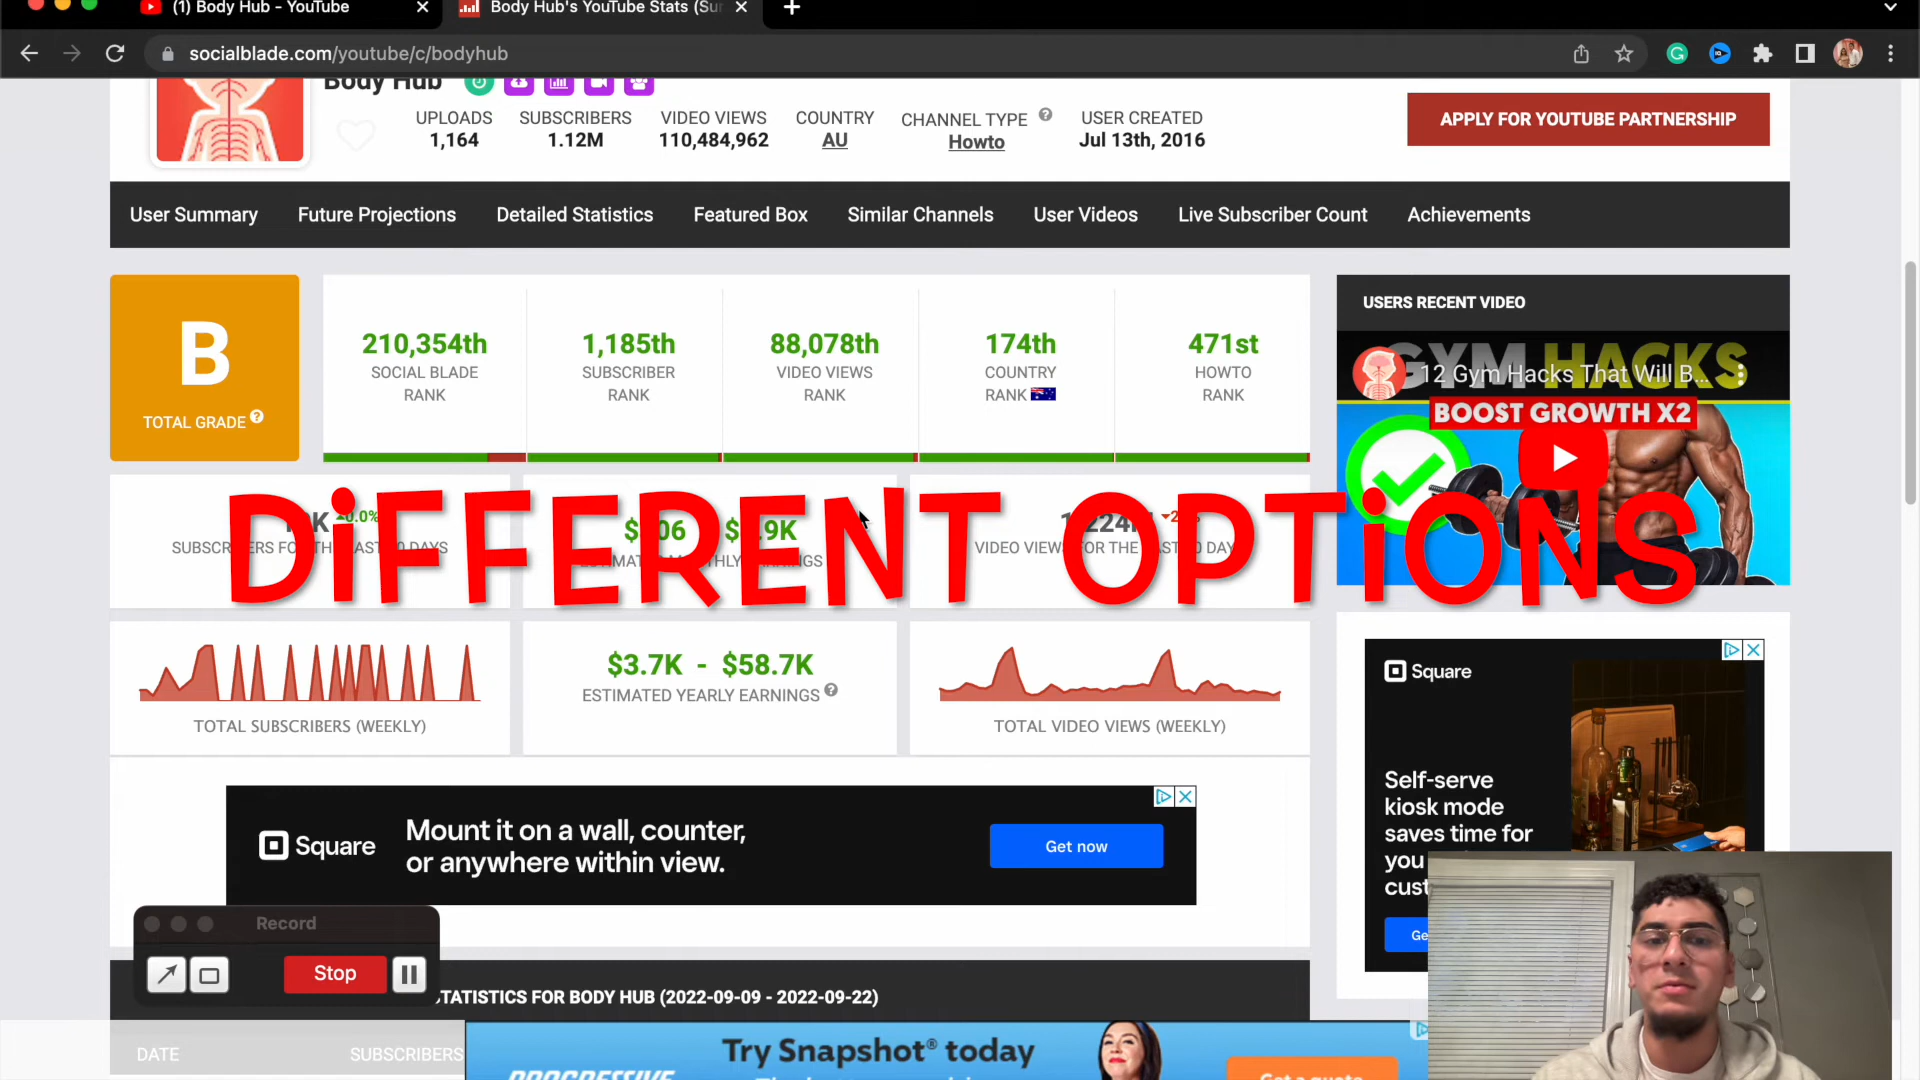 (1) Body Hub - YouTube
Body Hub's YouTube Stats (Su
socialblade.com/youtube/c/bodyhub
Body Hub
UPLOADS
1,164
SUBSCRIBERS
1.12M
VIDEO VIEWS
110,484,962
COUNTRY
AU
CHANNEL TYPE
Howto
USER CREATED
Jul 13th, 2016
APPLY FOR YOUTUBE PARTNERSHIP
User Summary
Future Projections
Detailed Statistics
Featured Box
Similar Channels
User Videos
Live Subscriber Count
Achievements
B
TOTAL GRADE
210,354th
SOCIAL BLADE
RANK
1,185th
SUBSCRIBER
RANK
88,078th
VIDEO VIEWS
RANK
174th
COUNTRY
RANK
471st
HOWTO
RANK
USERS RECENT VIDEO
GYM HACKS
12 Gym Hacks That Will B...
BOOST GROWTH X2
DiFFERENT OPTiONS
TOTAL SUBSCRIBERS (WEEKLY)
$3.7K - $58.7K
ESTIMATED YEARLY EARNINGS
TOTAL VIDEO VIEWS (WEEKLY)
Square
Mount it on a wall, counter,
or anywhere within view.
Get now
Square
Self-serve
kiosk mode
saves time for
you
Record
Stop
STATISTICS FOR BODY HUB (2022-09-09 - 2022-09-22)
DATE
SUBSCRIBERS
Try Snapshot® today
PROGRESSIVE
Get a quote